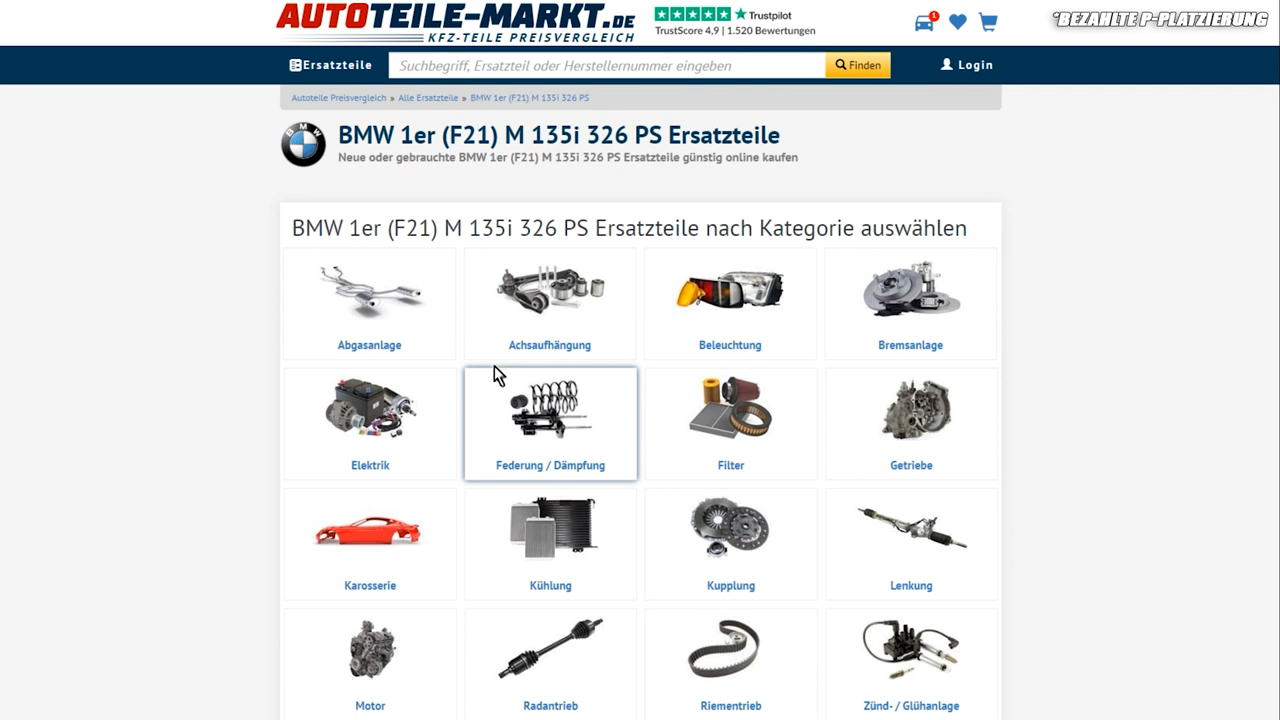 AUTOTEILE-MARKT.DE
KFZ-TEILE PREISVERGLEICH
Trustpilot
TrustScore 4,9 | 1.520 Bewertungen
1
*BEZAHLTE P-PLATZIERUNG
Ersatzteile
Suchbegriff, Ersatzteil oder Herstellernummer eingeben
Finden
Login
Autoteile Preisvergleich » Alle Ersatzteile » BMW 1er (F21) M 135i 326 PS
BMW
BMW 1er (F21) M 135i 326 PS Ersatzteile
Neue oder gebrauchte BMW 1er (F21) M 135i 326 PS Ersatzteile günstig online kaufen
BMW 1er (F21) M 135i 326 PS Ersatzteile nach Kategorie auswählen
Abgasanlage
Achsaufhängung
Beleuchtung
Bremsanlage
Elektrik
Federung / Dämpfung
Filter
Getriebe
Karosserie
Kühlung
Kupplung
Lenkung
Motor
Radantrieb
Riementrieb
Zünd- / Glühanlage